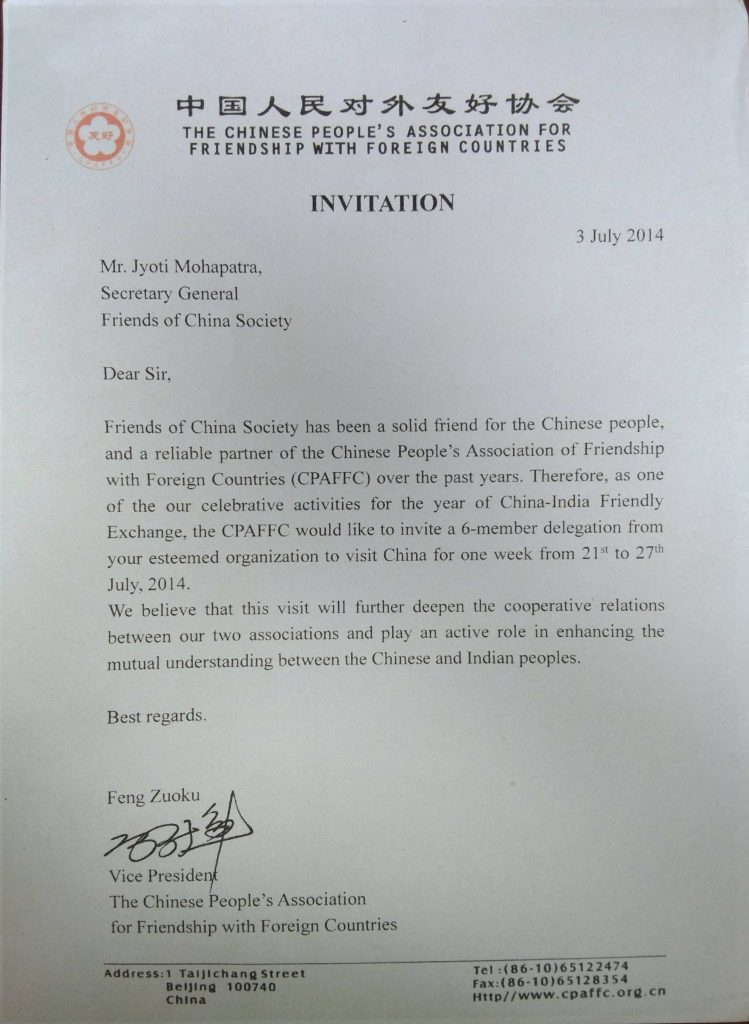 中国人民对外友好协会
THE CHINESE PEOPLE'S ASSOCIATION FOR
FRIENDSHIP WITH FOREIGN COUNTRIES
友好
INVITATION
3 July 2014
Mr. Jyoti Mohapatra,
Secretary General
Friends of China Society
Dear Sir,
Friends of China Society has been a solid friend for the Chinese people,
and a reliable partner of the Chinese People's Association of Friendship
with Foreign Countries (CPAFFC) over the past years. Therefore, as one
of the our celebrative activities for the year of China-India Friendly
Exchange, the CPAFFC would like to invite a 6-member delegation from
your esteemed organization to visit China for one week from 21st to 27th
July, 2014.
We believe that this visit will further deepen the cooperative relations
between our two associations and play an active role in enhancing the
mutual understanding between the Chinese and Indian peoples.
Best regards.
Feng Zuoku
Vice President
The Chinese People's Association
for Friendship with Foreign Countries
Address:1 Taijichang Street
Beijing 100740
China
Tel:(86-10)65122474
Fax:(86-10)65128354
Http//www.cpaffc.org.cn